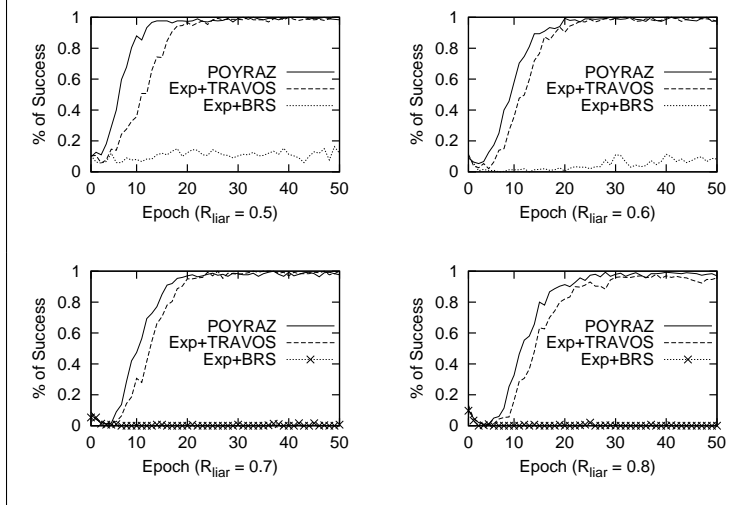 1
0.8
0.6
0.4
0.2
0
% of Success
POYRAZ
Exp+TRAVOS
Exp+BRS
0 10 20 30 40 50
Epoch (R_liar = 0.5)
1
0.8
0.6
0.4
0.2
0
% of Success
POYRAZ
Exp+TRAVOS
Exp+BRS
0 10 20 30 40 50
Epoch (R_liar = 0.6)
1
0.8
0.6
0.4
0.2
0
% of Success
POYRAZ
Exp+TRAVOS
Exp+BRS
0 10 20 30 40 50
Epoch (R_liar = 0.7)
1
0.8
0.6
0.4
0.2
0
% of Success
POYRAZ
Exp+TRAVOS
Exp+BRS
0 10 20 30 40 50
Epoch (R_liar = 0.8)